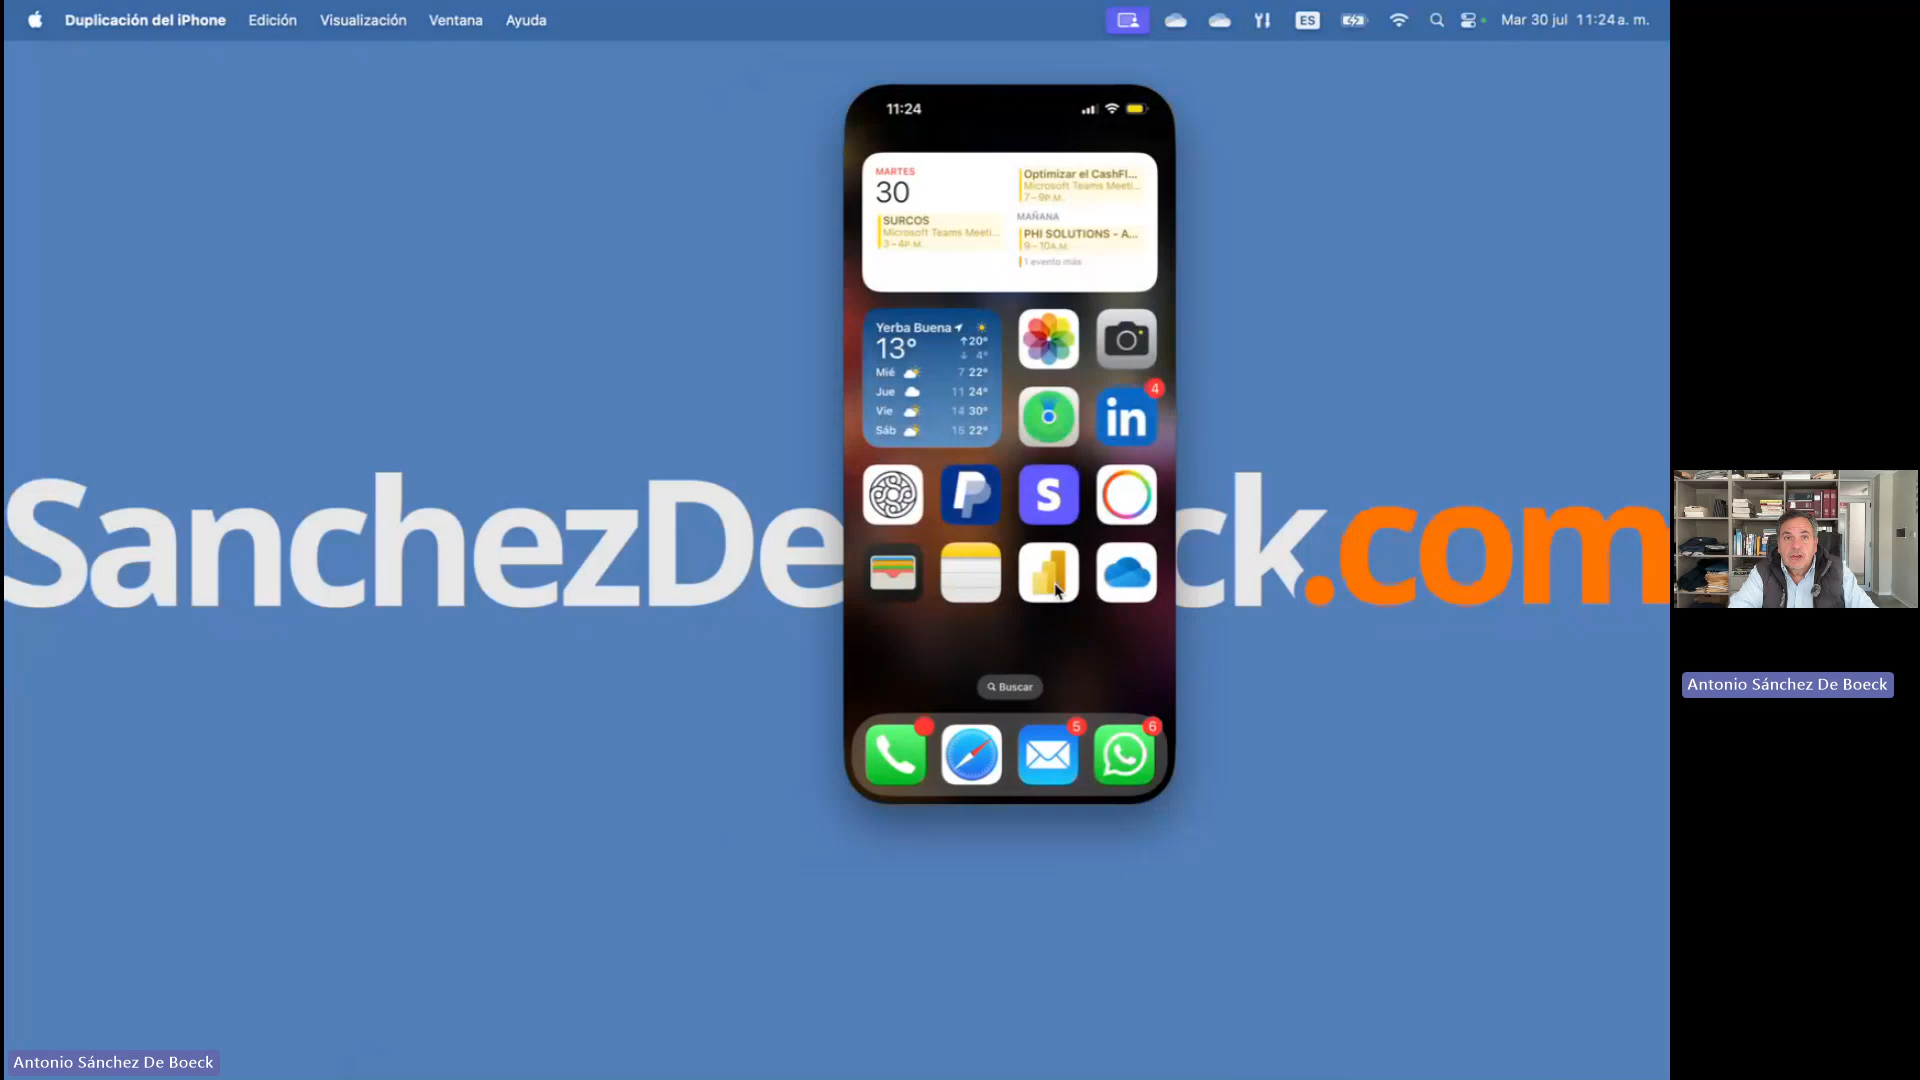 Duplicación del iPhone Edición Visualización Ventana Ayuda
ES Mar 30 jul 11:24 a. m.
11:24
MARTES
30
SURCOS
Microsoft Teams Meeti...
3–4P.M.
Optimizar el CashFl...
Microsoft Teams Meeti...
7–9P.M.
MAÑANA
PHI SOLUTIONS - A...
9–10A.M.
1 evento más
Yerba Buena
13°
↑20°
↓ 4°
Mié 7 22°
Jue 11 24°
Vie 14 30°
Sáb 15 22°
4
in
P
S
SanchezDe
ck.com
Buscar
5
6
Antonio Sánchez De Boeck
Antonio Sánchez De Boeck